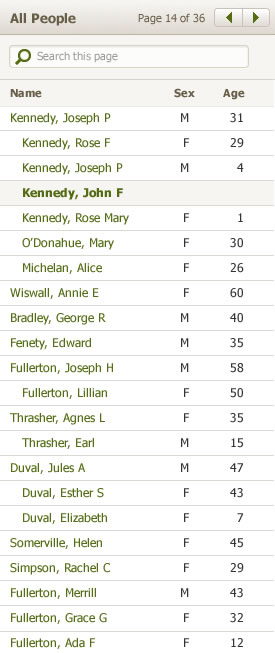 All People Page 14 of 36
Search this page
Name Sex Age
Kennedy, Joseph P M 31
Kennedy, Rose F F 29
Kennedy, Joseph P M 4
Kennedy, John F
Kennedy, Rose Mary F 1
O'Donahue, Mary F 30
Michelan, Alice F 26
Wiswall, Annie E F 60
Bradley, George R M 40
Fenety, Edward M 35
Fullerton, Joseph H M 58
Fullerton, Lillian F 50
Thrasher, Agnes L F 35
Thrasher, Earl M 15
Duval, Jules A M 47
Duval, Esther S F 43
Duval, Elizabeth F 7
Somerville, Helen F 45
Simpson, Rachel C F 29
Fullerton, Merrill M 43
Fullerton, Grace G F 32
Fullerton, Ada F F 12